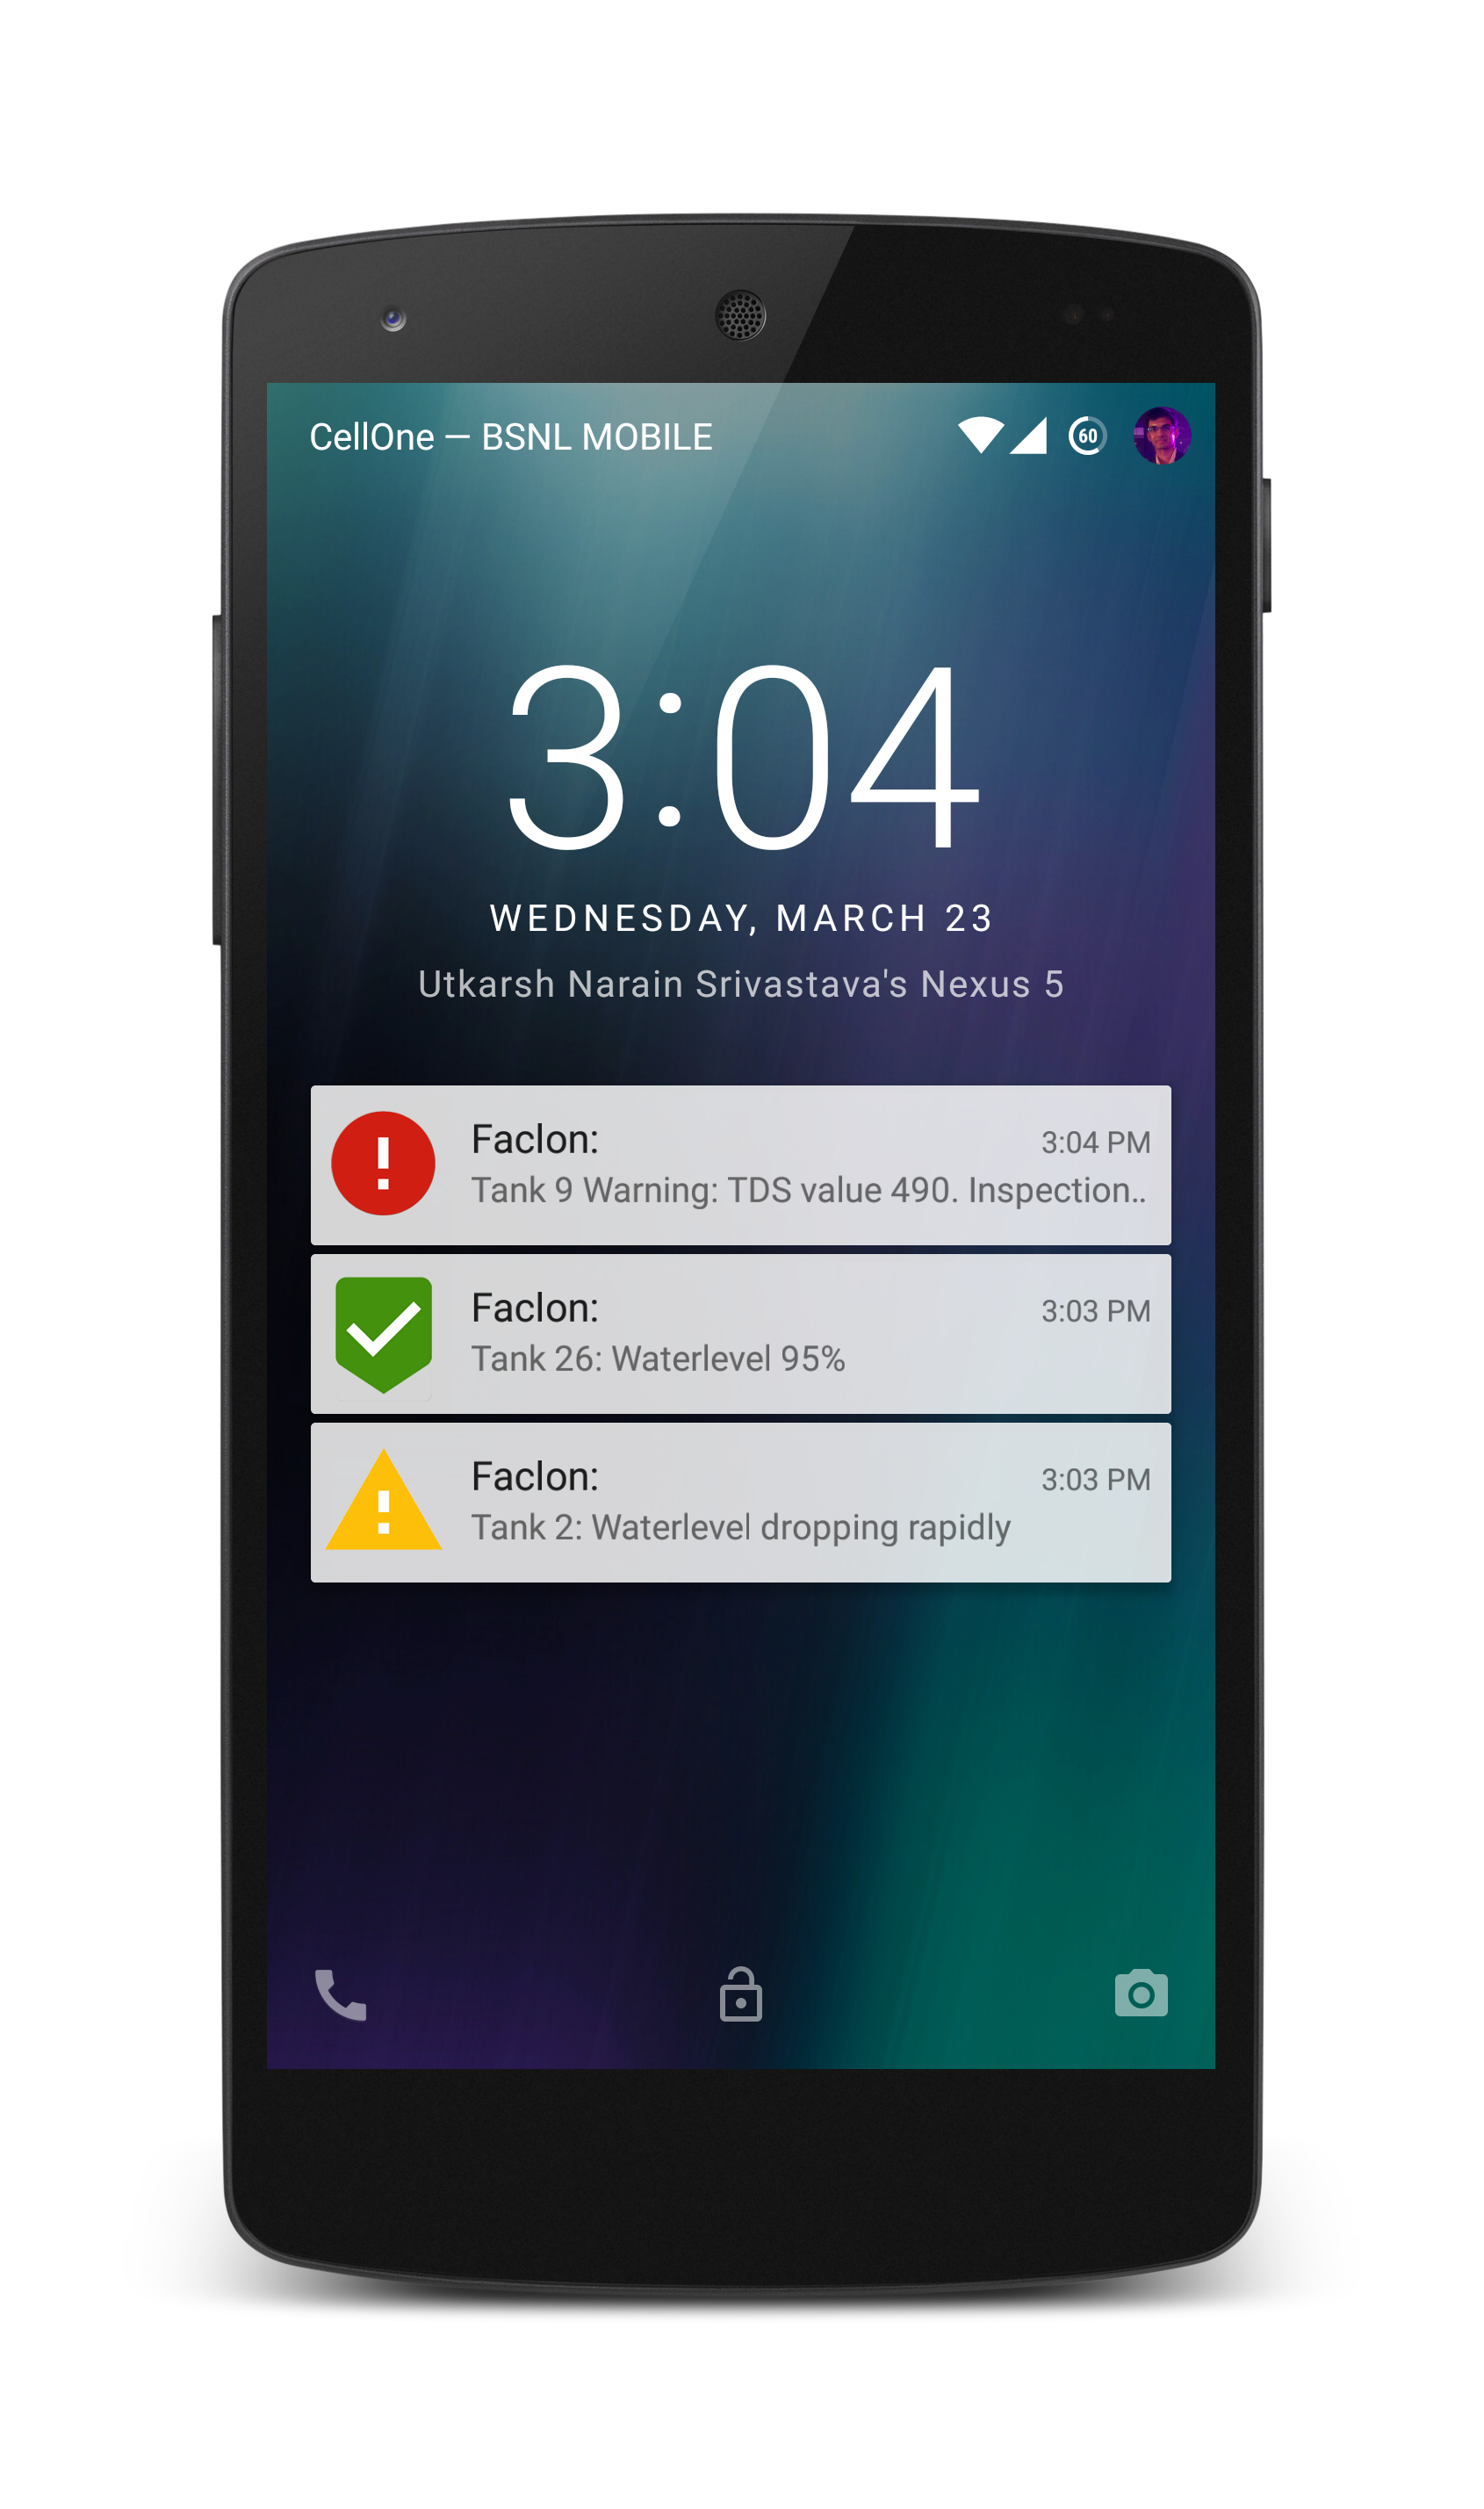 CellOne — BSNL MOBILE
60
3:04
WEDNESDAY, MARCH 23
Utkarsh Narain Srivastava's Nexus 5
Faclon:
3:04 PM
Tank 9 Warning: TDS value 490. Inspection..
Faclon:
3:03 PM
Tank 26: Waterlevel 95%
Faclon:
3:03 PM
Tank 2: Waterlevel dropping rapidly